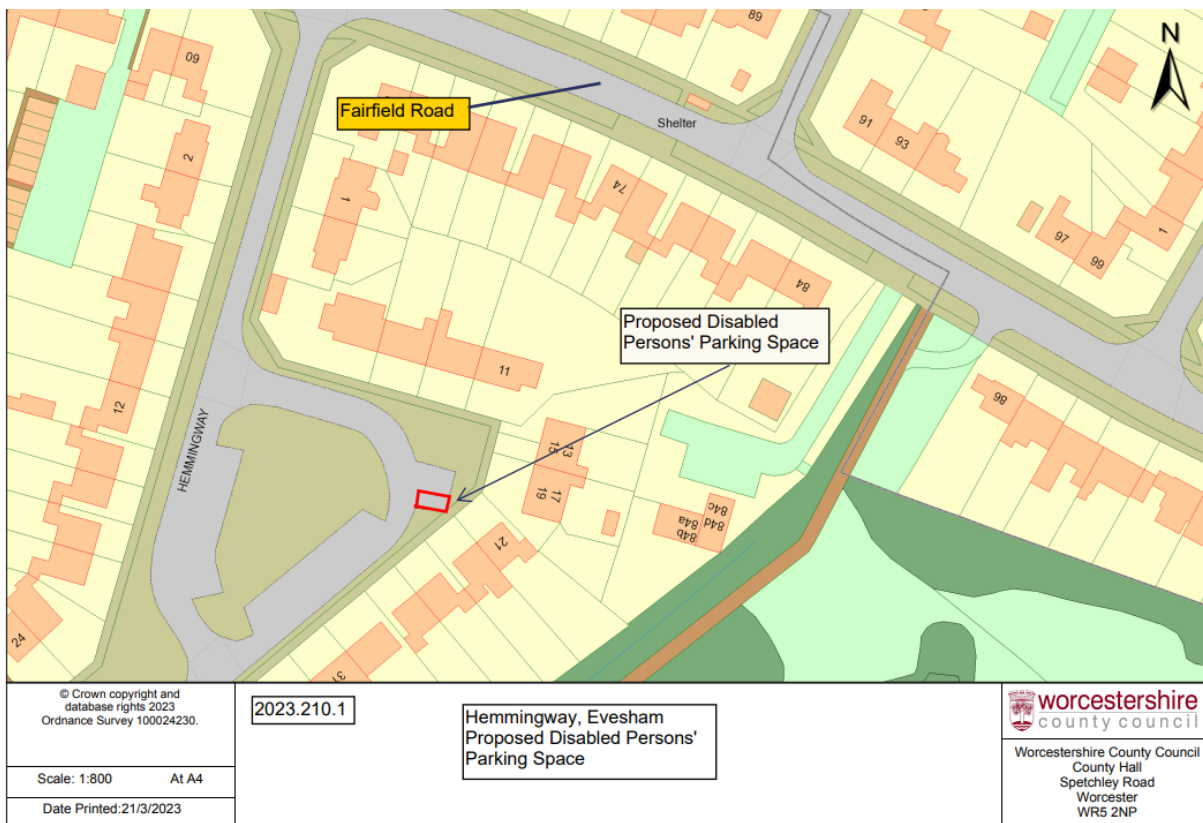 89
N
60
Fairfield Road
Shelter
91
93
2
1
74
97
99
1
84
Proposed Disabled
Persons' Parking Space
11
12
HEMMINGWAY
86
13
15
17
19
84c
84d
84a
84b
21
24
31
© Crown copyright and
database rights 2023
Ordnance Survey 100024230.
Scale: 1:800 At A4
Date Printed:21/3/2023
2023.210.1
Hemmingway, Evesham
Proposed Disabled Persons'
Parking Space
worcestershire
county council
Worcestershire County Council
County Hall
Spetchley Road
Worcester
WR5 2NP